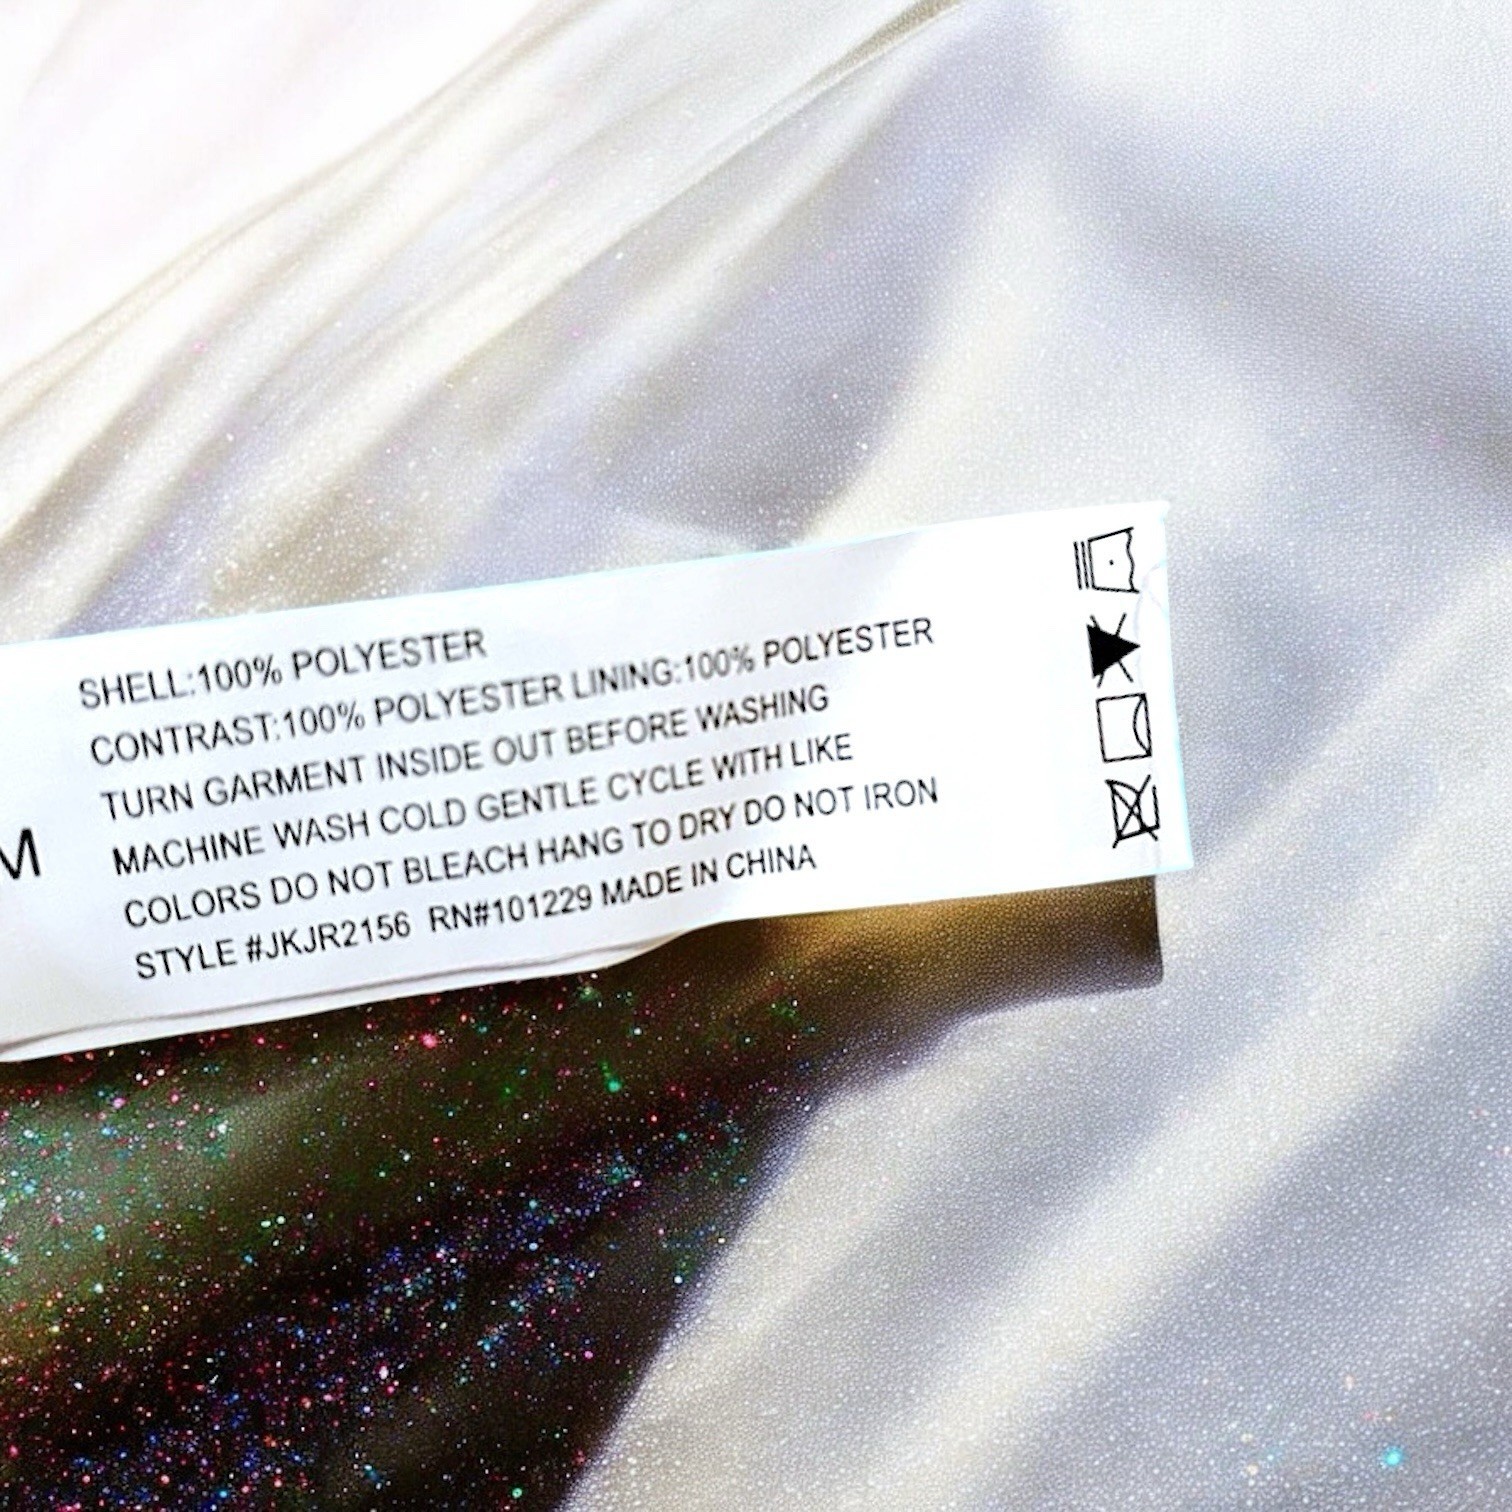 M
SHELL:100% POLYESTER
CONTRAST:100% POLYESTER LINING:100% POLYESTER
TURN GARMENT INSIDE OUT BEFORE WASHING
MACHINE WASH COLD GENTLE CYCLE WITH LIKE
COLORS DO NOT BLEACH HANG TO DRY DO NOT IRON
STYLE #JKJR2156 RN#101229 MADE IN CHINA